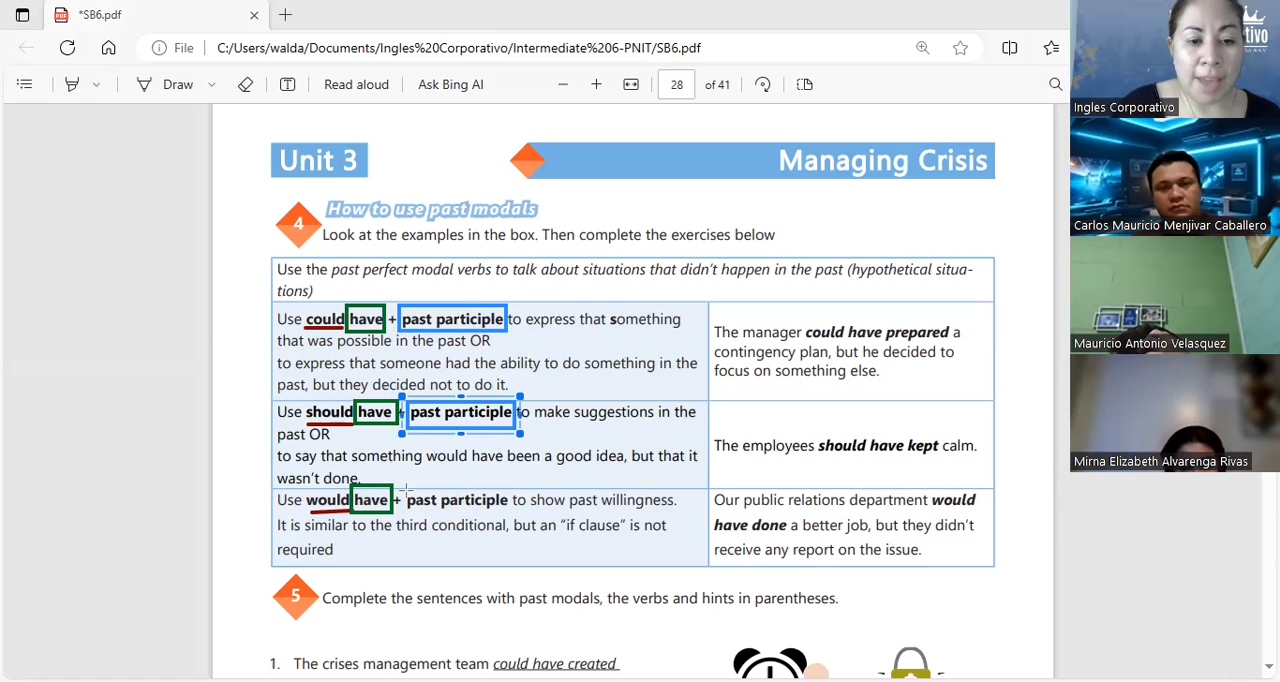 *SB6.pdf
File
C:/Users/walda/Documents/Ingles%20Corporativo/Intermediate%206-PNIT/SB6.pdf
Draw
Read aloud
Ask Bing AI
28
of 41
Unit 3
Managing Crisis
4
How to use past modals
Look at the examples in the box. Then complete the exercises below
Use the past perfect modal verbs to talk about situations that didn't happen in the past (hypothetical situa-
tions)
Use could have + past participle to express that something
that was possible in the past OR
to express that someone had the ability to do something in the
past, but they decided not to do it.
The manager could have prepared a
contingency plan, but he decided to
focus on something else.
Use should have + past participle to make suggestions in the
past OR
to say that something would have been a good idea, but that it
wasn't done.
The employees should have kept calm.
Use would have + past participle to show past willingness.
It is similar to the third conditional, but an "if clause" is not
required
Our public relations department would
have done a better job, but they didn't
receive any report on the issue.
5
Complete the sentences with past modals, the verbs and hints in parentheses.
1. The crises management team could have created
Ingles Corporativo
Carlos Mauricio Menjivar Caballero
Mauricio Antonio Velasquez
Mirna Elizabeth Alvarenga Rivas